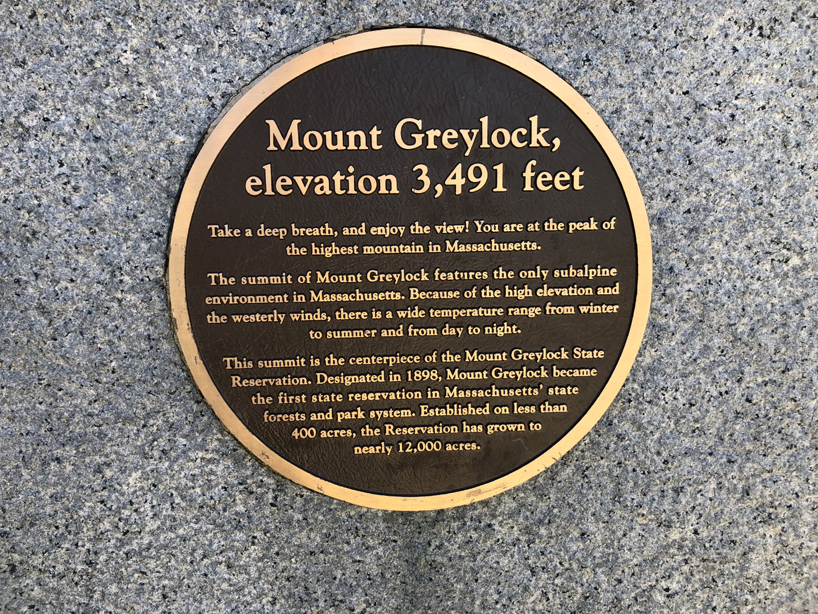 Mount Greylock,
elevation 3,491 feet
Take a deep breath, and enjoy the view! You are at the peak of
the highest mountain in Massachusetts.
The summit of Mount Greylock features the only subalpine
environment in Massachusetts. Because of the high elevation and
the westerly winds, there is a wide temperature range from winter
to summer and from day to night.
This summit is the centerpiece of the Mount Greylock State
Reservation. Designated in 1898, Mount Greylock became
the first state reservation in Massachusetts' state
forests and park system. Established on less than
400 acres, the Reservation has grown to
nearly 12,000 acres.